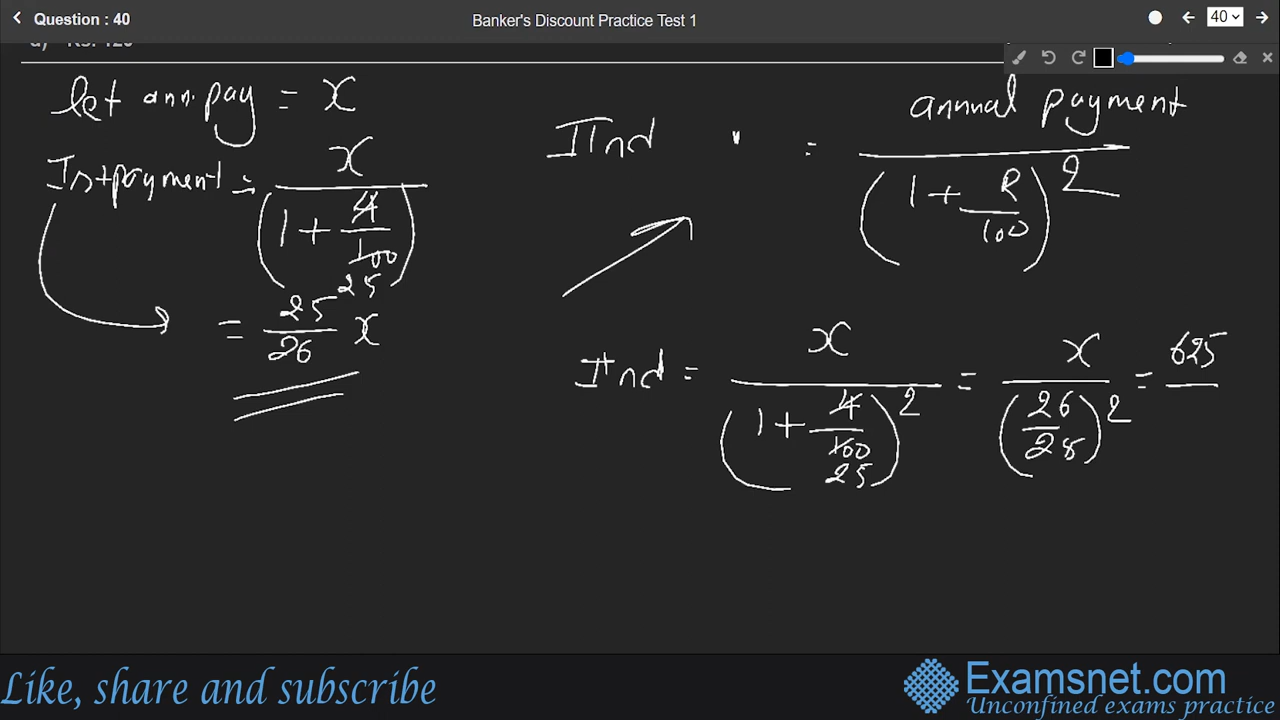 Question : 40
Banker's Discount Practice Test 1
40
let ann. pay = x
Ist payment = x / (1 + 4/100)
25
= 25/26 x
IInd = annual payment / (1 + R/100)^2
IInd = x / (1 + 4/100)^2 = x / (26/25)^2 = 625
25
Like, share and subscribe
Examsnet.com
Unconfined exams practice